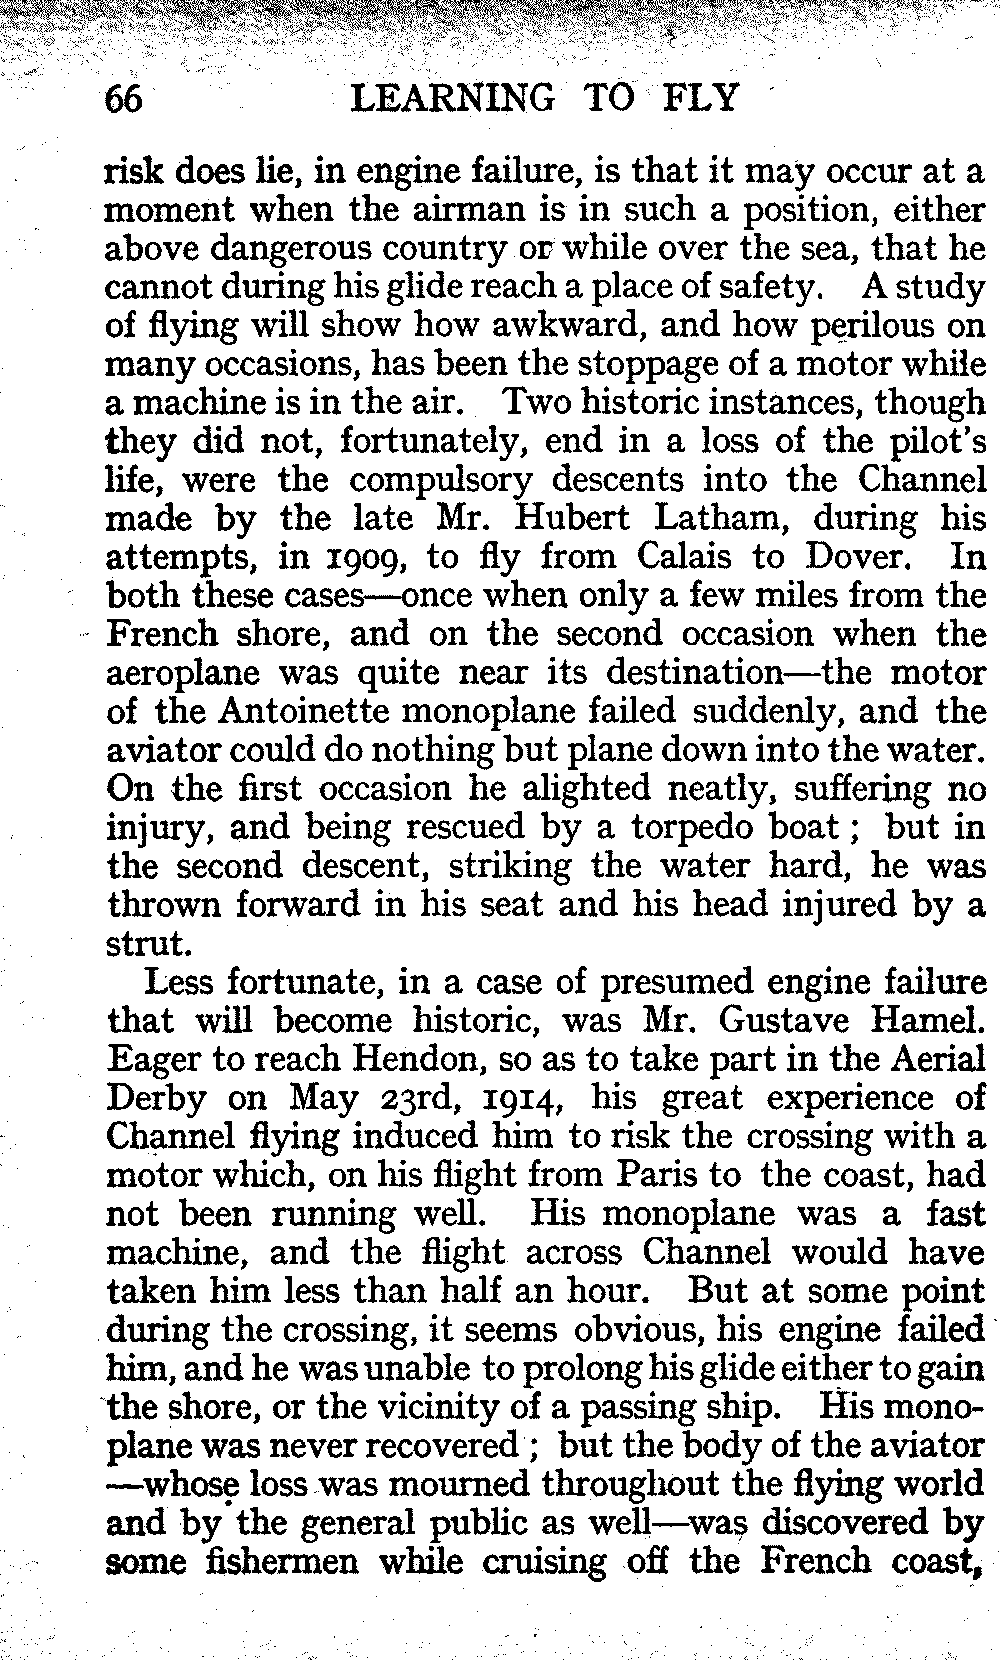 66 LEARNING TO FLY
risk does lie, in engine failure, is that it may occur at a
moment when the airman is in such a position, either
above dangerous country or while over the sea, that he
cannot during his glide reach a place of safety. A study
of flying will show how awkward, and how perilous on
many occasions, has been the stoppage of a motor while
a machine is in the air. Two historic instances, though
they did not, fortunately, end in a loss of the pilot's
life, were the compulsory descents into the Channel
made by the late Mr. Hubert Latham, during his
attempts, in 1909, to fly from Calais to Dover. In
both these cases—once when only a few miles from the
French shore, and on the second occasion when the
aeroplane was quite near its destination—the motor
of the Antoinette monoplane failed suddenly, and the
aviator could do nothing but plane down into the water.
On the first occasion he alighted neatly, suffering no
injury, and being rescued by a torpedo boat ; but in
the second descent, striking the water hard, he was
thrown forward in his seat and his head injured by a
strut.
Less fortunate, in a case of presumed engine failure
that will become historic, was Mr. Gustave Hamel.
Eager to reach Hendon, so as to take part in the Aerial
Derby on May 23rd, 1914, his great experience of
Channel flying induced him to risk the crossing with a
motor which, on his flight from Paris to the coast, had
not been running well. His monoplane was a fast
machine, and the flight across Channel would have
taken him less than half an hour. But at some point
during the crossing, it seems obvious, his engine failed
him, and he was unable to prolong his glide either to gain
the shore, or the vicinity of a passing ship. His mono-
plane was never recovered ; but the body of the aviator
—whose loss was mourned throughout the flying world
and by the general public as well—was discovered by
some fishermen while cruising off the French coast,